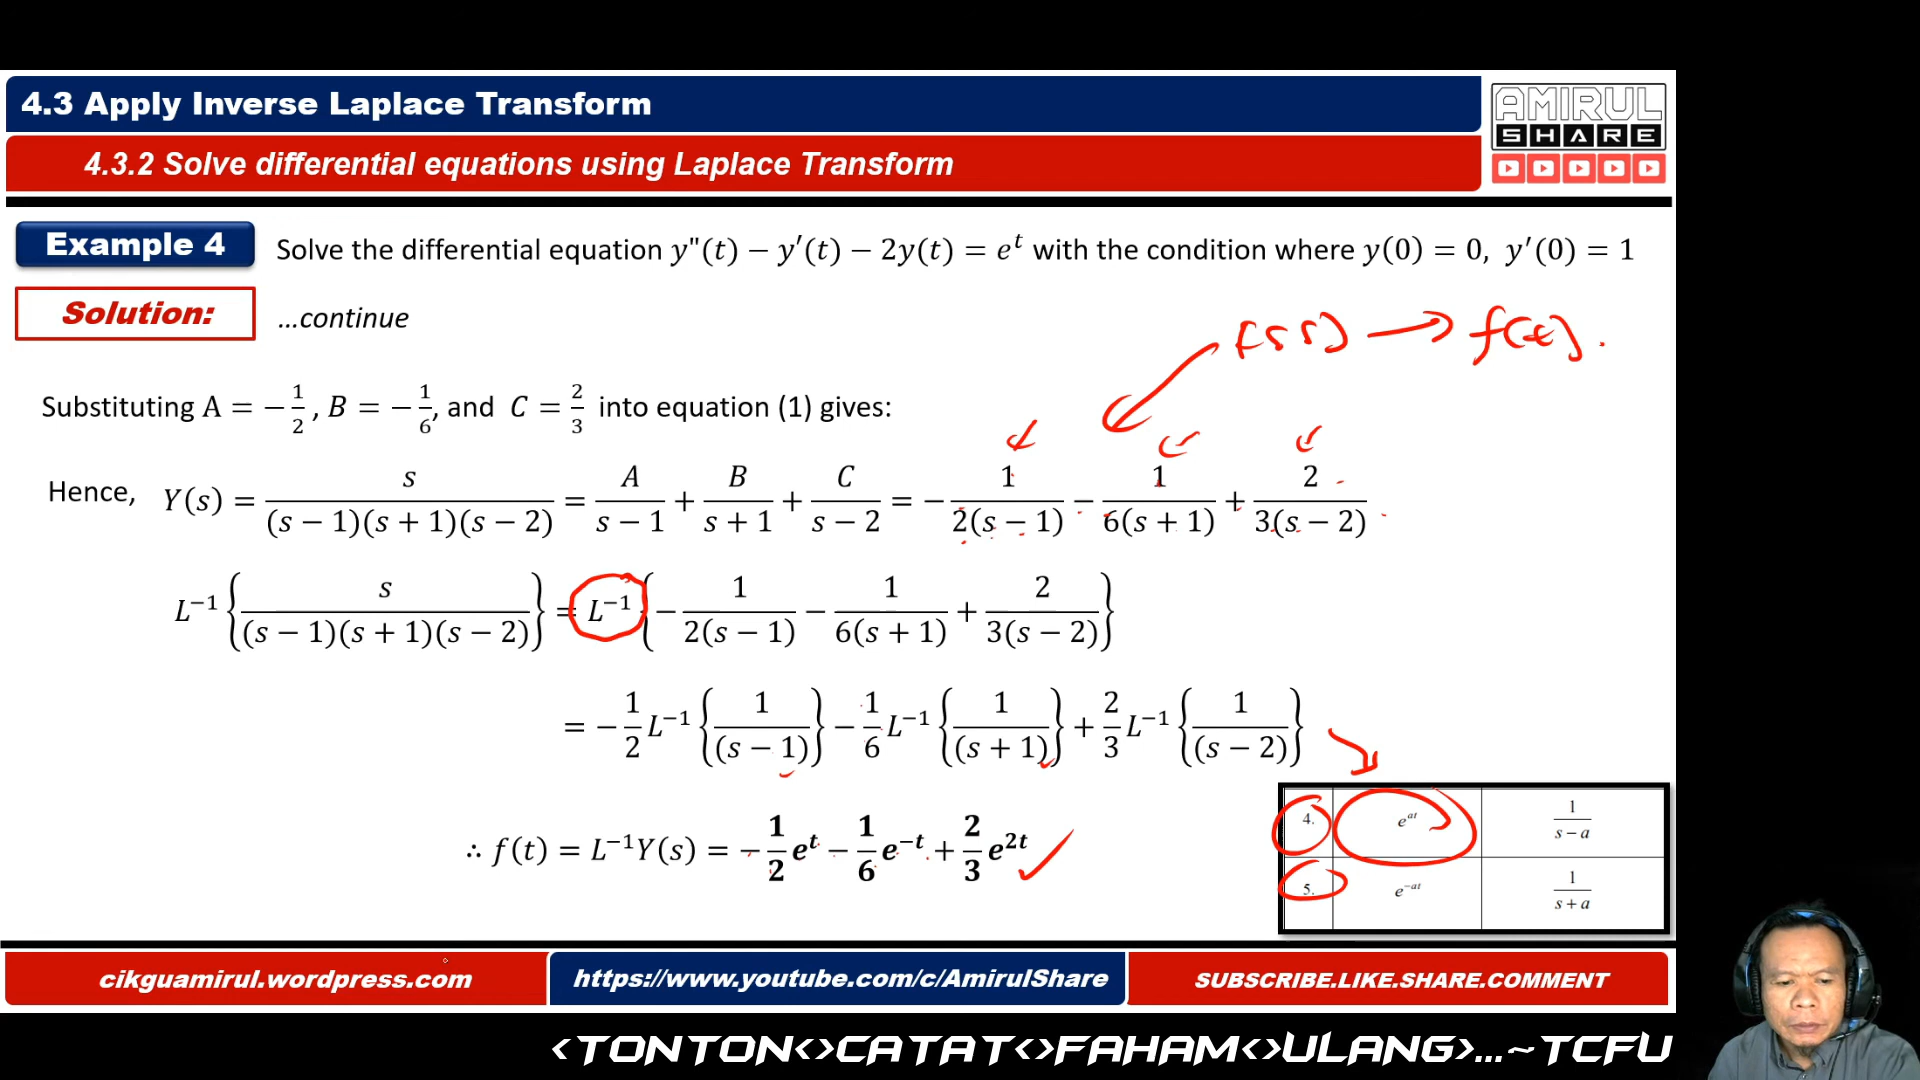 4.3 Apply Inverse Laplace Transform
AMIRUL
SHARE
4.3.2 Solve differential equations using Laplace Transform
Example 4
Solve the differential equation y"(t) − y′(t) − 2y(t) = e^t with the condition where y(0) = 0, y′(0) = 1
Solution:
...continue
→ f(t).
Substituting A = −1/2 , B = −1/6, and C = 2/3 into equation (1) gives:
Hence, Y(s) = s/((s − 1)(s + 1)(s − 2)) = A/(s − 1) + B/(s + 1) + C/(s − 2) = − 1/(2(s − 1)) − 1/(6(s + 1)) + 2/(3(s − 2))
L⁻¹ {s/((s − 1)(s + 1)(s − 2))} = L⁻¹ {− 1/(2(s − 1)) − 1/(6(s + 1)) + 2/(3(s − 2))}
= −1/2 L⁻¹ {1/(s − 1)} − 1/6 L⁻¹ {1/(s + 1)} + 2/3 L⁻¹ {1/(s − 2)}
∴ f(t) = L⁻¹Y(s) = −1/2 e^t − 1/6 e^−t + 2/3 e^2t
4. e^at 1/(s − a)
5. e^−at 1/(s + a)
cikguamirul.wordpress.com
https://www.youtube.com/c/AmirulShare
SUBSCRIBE.LIKE.SHARE.COMMENT
<TONTON<>CATAT<>FAHAM<>ULANG>...~TCFU